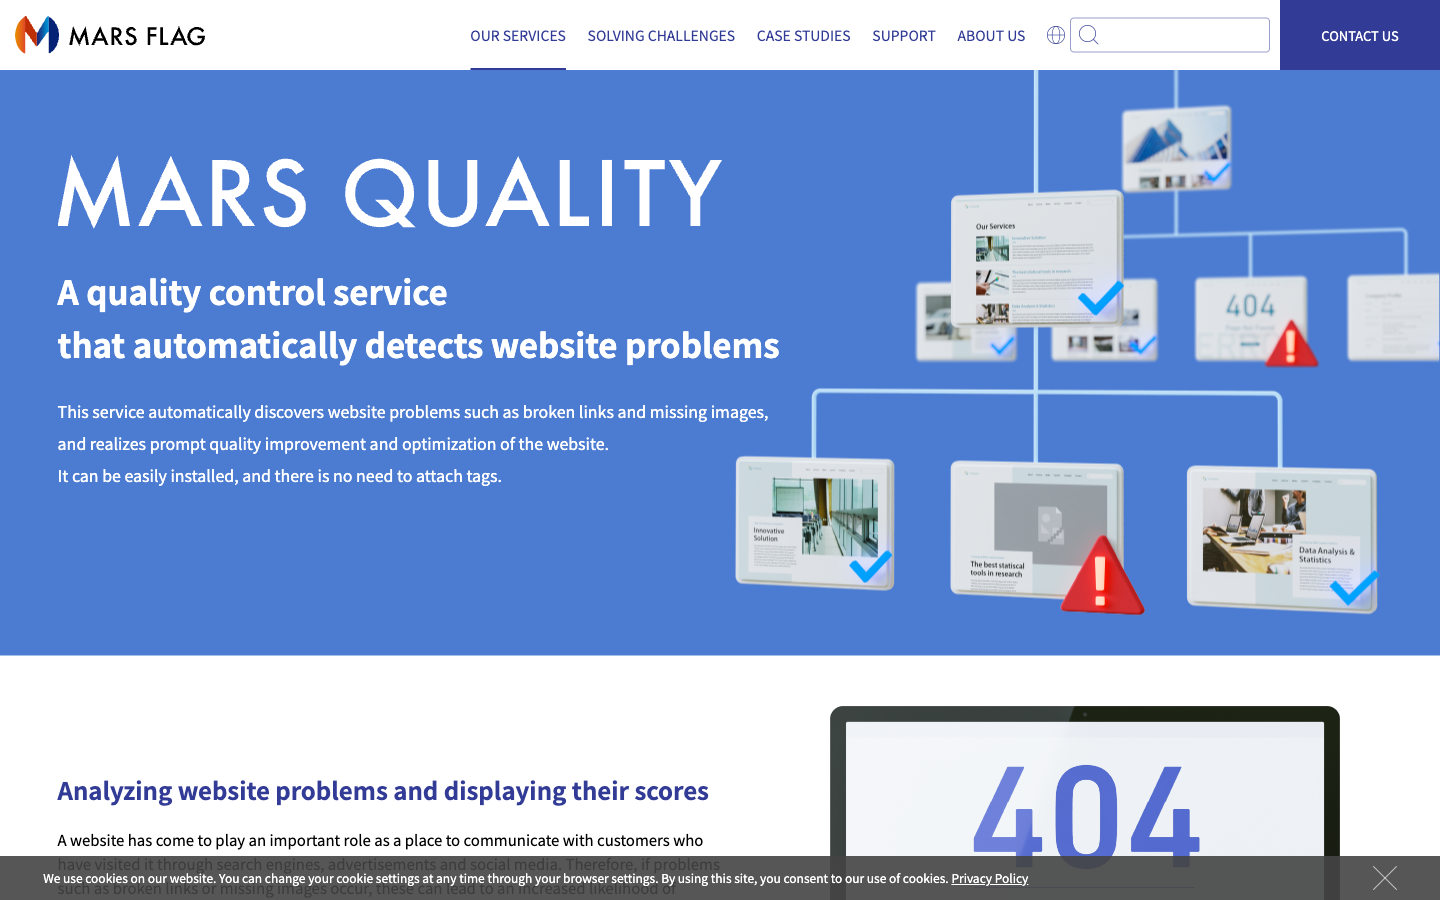 MARS FLAG
OUR SERVICES
SOLVING CHALLENGES
CASE STUDIES
SUPPORT
ABOUT US
CONTACT US
MARS QUALITY
A quality control service
that automatically detects website problems
This service automatically discovers website problems such as broken links and missing images,
and realizes prompt quality improvement and optimization of the website.
It can be easily installed, and there is no need to attach tags.
Our Services
404
Innovative
Solution
The best statiscal
tools in research
Data Analysis &
Statistics
Analyzing website problems and displaying their scores
A website has come to play an important role as a place to communicate with customers who
have visited it through search engines, advertisements and social media. Therefore, if problems
such as broken links or missing images occur, these can lead to an increased likelihood of
404
We use cookies on our website. You can change your cookie settings at any time through your browser settings. By using this site, you consent to our use of cookies. Privacy Policy